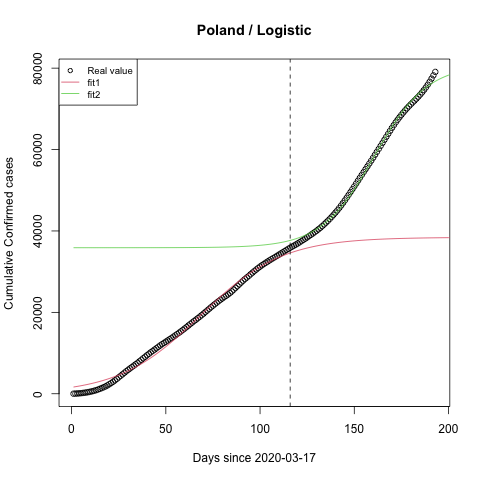 Poland / Logistic
Real value
fit1
fit2
Cumulative Confirmed cases
80000
60000
40000
20000
0
0 50 100 150 200
Days since 2020-03-17